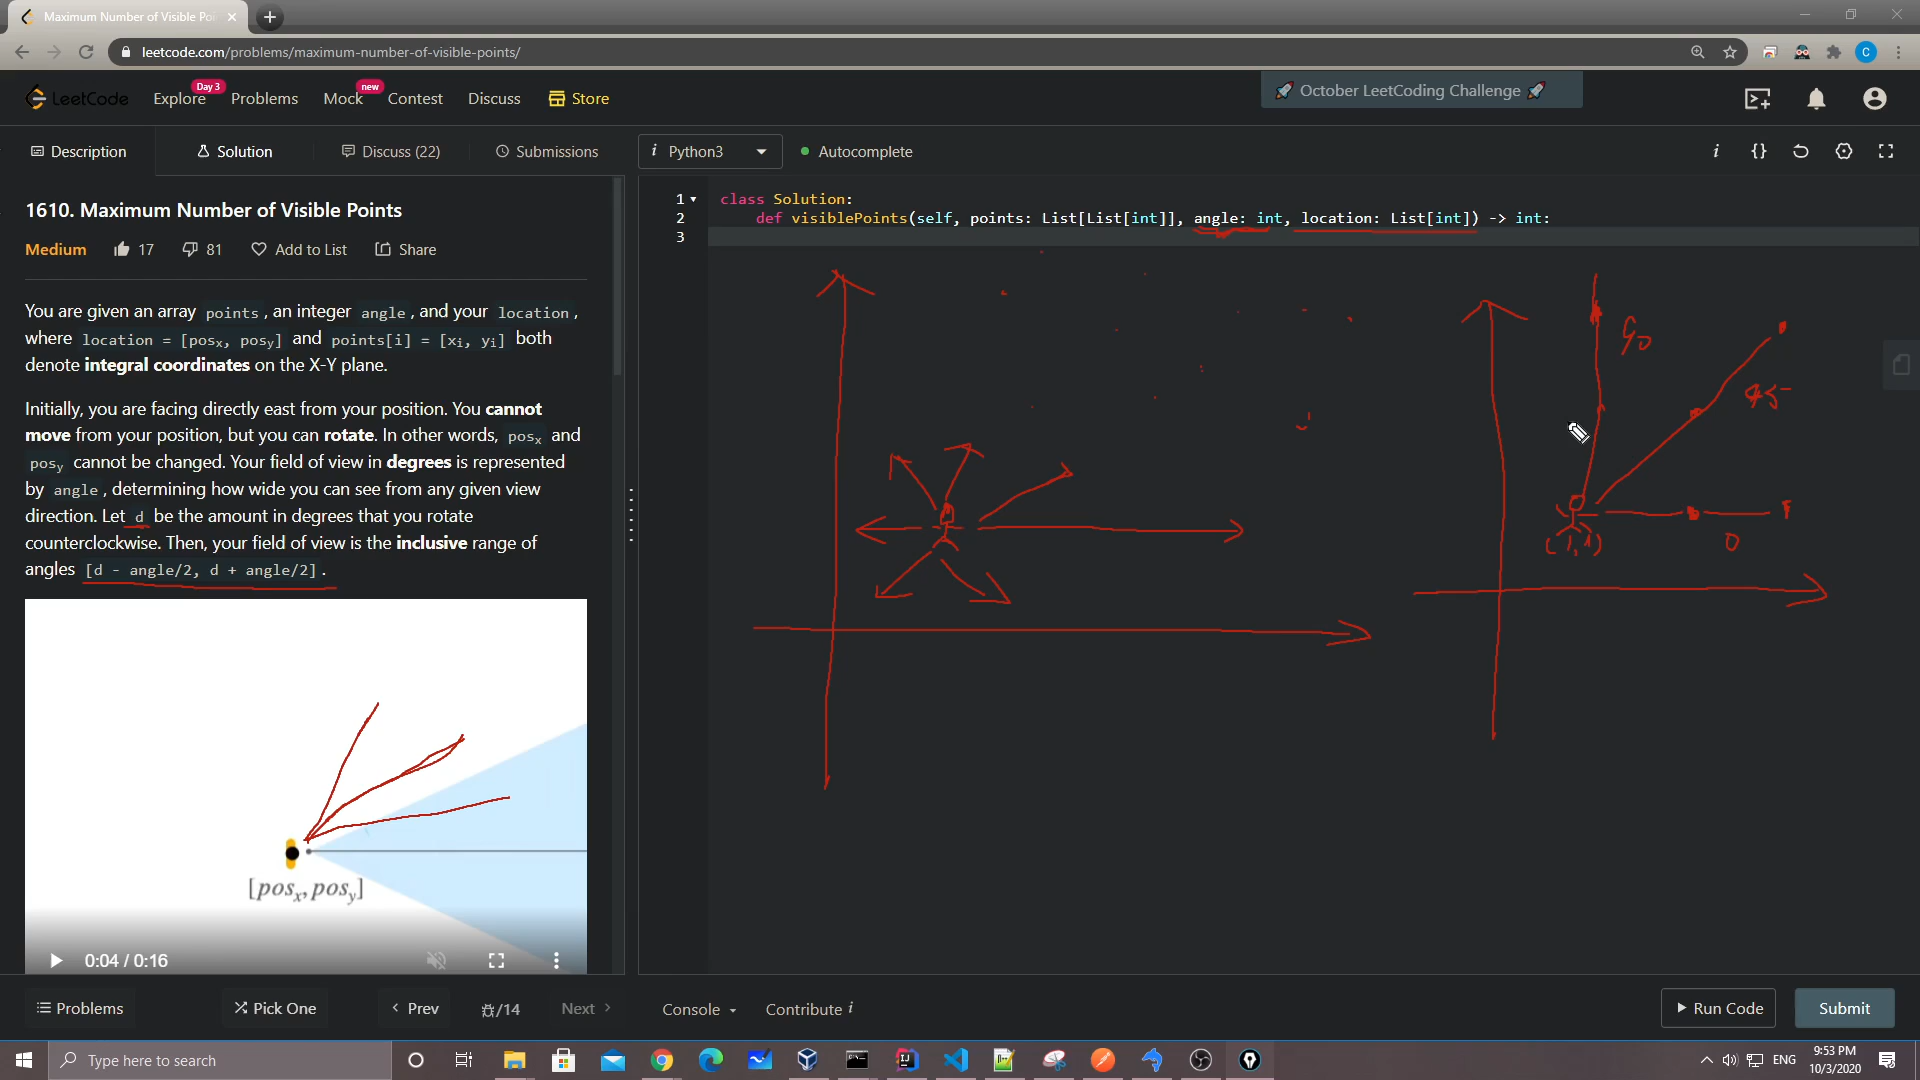 Maximum Number of Visible Poi
leetcode.com/problems/maximum-number-of-visible-points/
C
LeetCode
Explore
Day 3
Problems
Mock
new
Contest
Discuss
Store
October LeetCoding Challenge
Description
Solution
Discuss (22)
Submissions
i Python3
Autocomplete
1610. Maximum Number of Visible Points
Medium
17
81
Add to List
Share
You are given an array points, an integer angle, and your location,
where location = [posx, posy] and points[i] = [xi, yi] both
denote integral coordinates on the X-Y plane.
Initially, you are facing directly east from your position. You cannot
move from your position, but you can rotate. In other words, posx and
posy cannot be changed. Your field of view in degrees is represented
by angle, determining how wide you can see from any given view
direction. Let d be the amount in degrees that you rotate
counterclockwise. Then, your field of view is the inclusive range of
angles [d - angle/2, d + angle/2].
[posx, posy]
0:04 / 0:16
1 class Solution:
2 def visiblePoints(self, points: List[List[int]], angle: int, location: List[int]) -> int:
3
90
45
0
(1,1)
Problems
Pick One
Prev
/14
Next
Console
Contribute i
Run Code
Submit
Type here to search
ENG
9:53 PM
10/3/2020